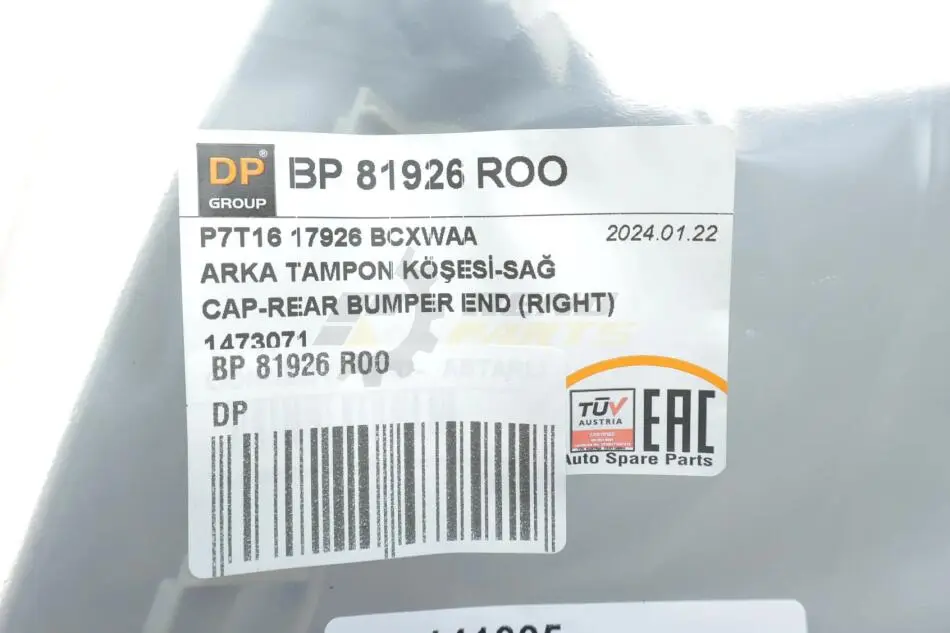 DP® GROUP
BP 81926 ROO
P7T16 17926 BCXWAA
2024.01.22
ARKA TAMPON KÖŞESİ-SAĞ
CAP-REAR BUMPER END (RIGHT)
1473071
PARTS
BP 81926 R00
DP
TÜV
AUSTRIA
EAC
Auto Spare Parts